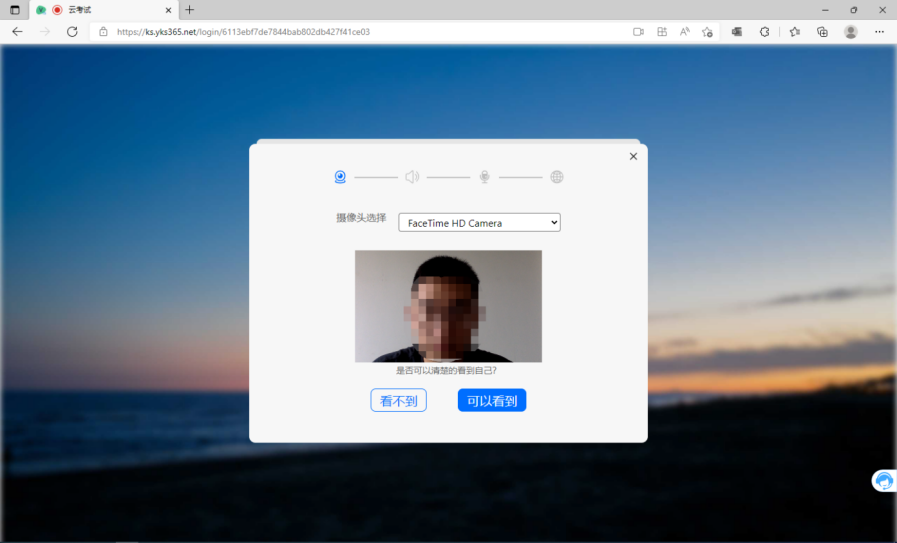 云考试
https://ks.yks365.net/login/6113ebf7de7844bab802db427f41ce03
摄像头选择
FaceTime HD Camera
是否可以清楚的看到自己?
看不到
可以看到